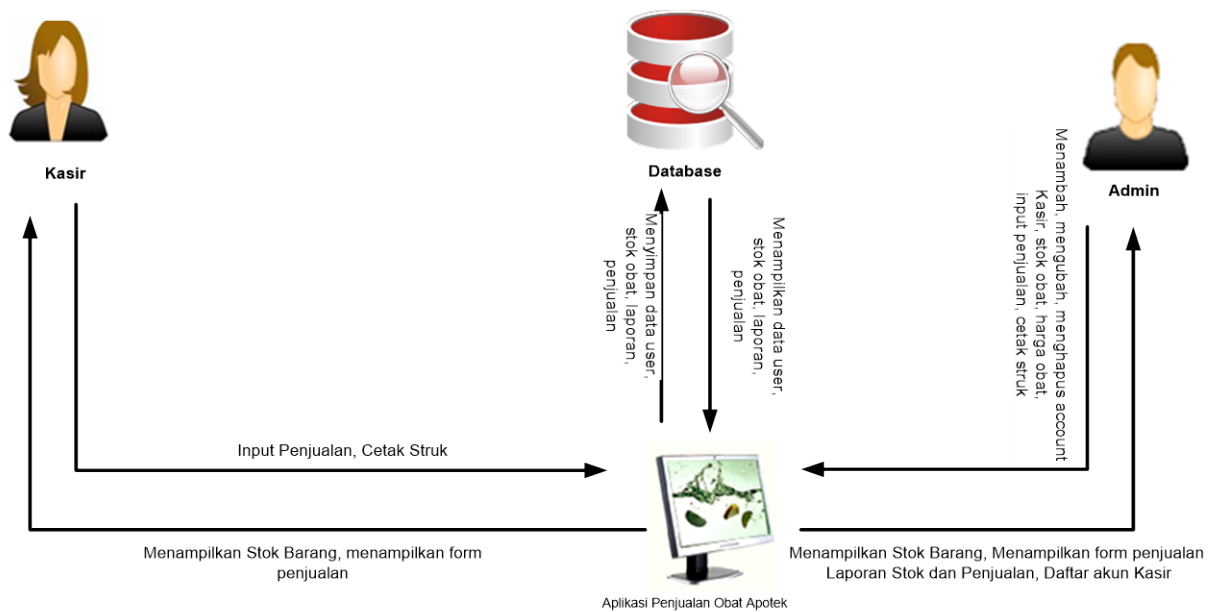 Kasir
Database
Admin
Menyimpan data user,
stok obat, laporan,
penjualan
Menampilkan data user,
stok obat, laporan,
penjualan
Menambah, mengubah, menghapus account
Kasir, stok obat, harga obat,
input penjualan, cetak struk
Input Penjualan, Cetak Struk
Menampilkan Stok Barang, menampilkan form
penjualan
Menampilkan Stok Barang, Menampilkan form penjualan
Laporan Stok dan Penjualan, Daftar akun Kasir
Aplikasi Penjualan Obat Apotek